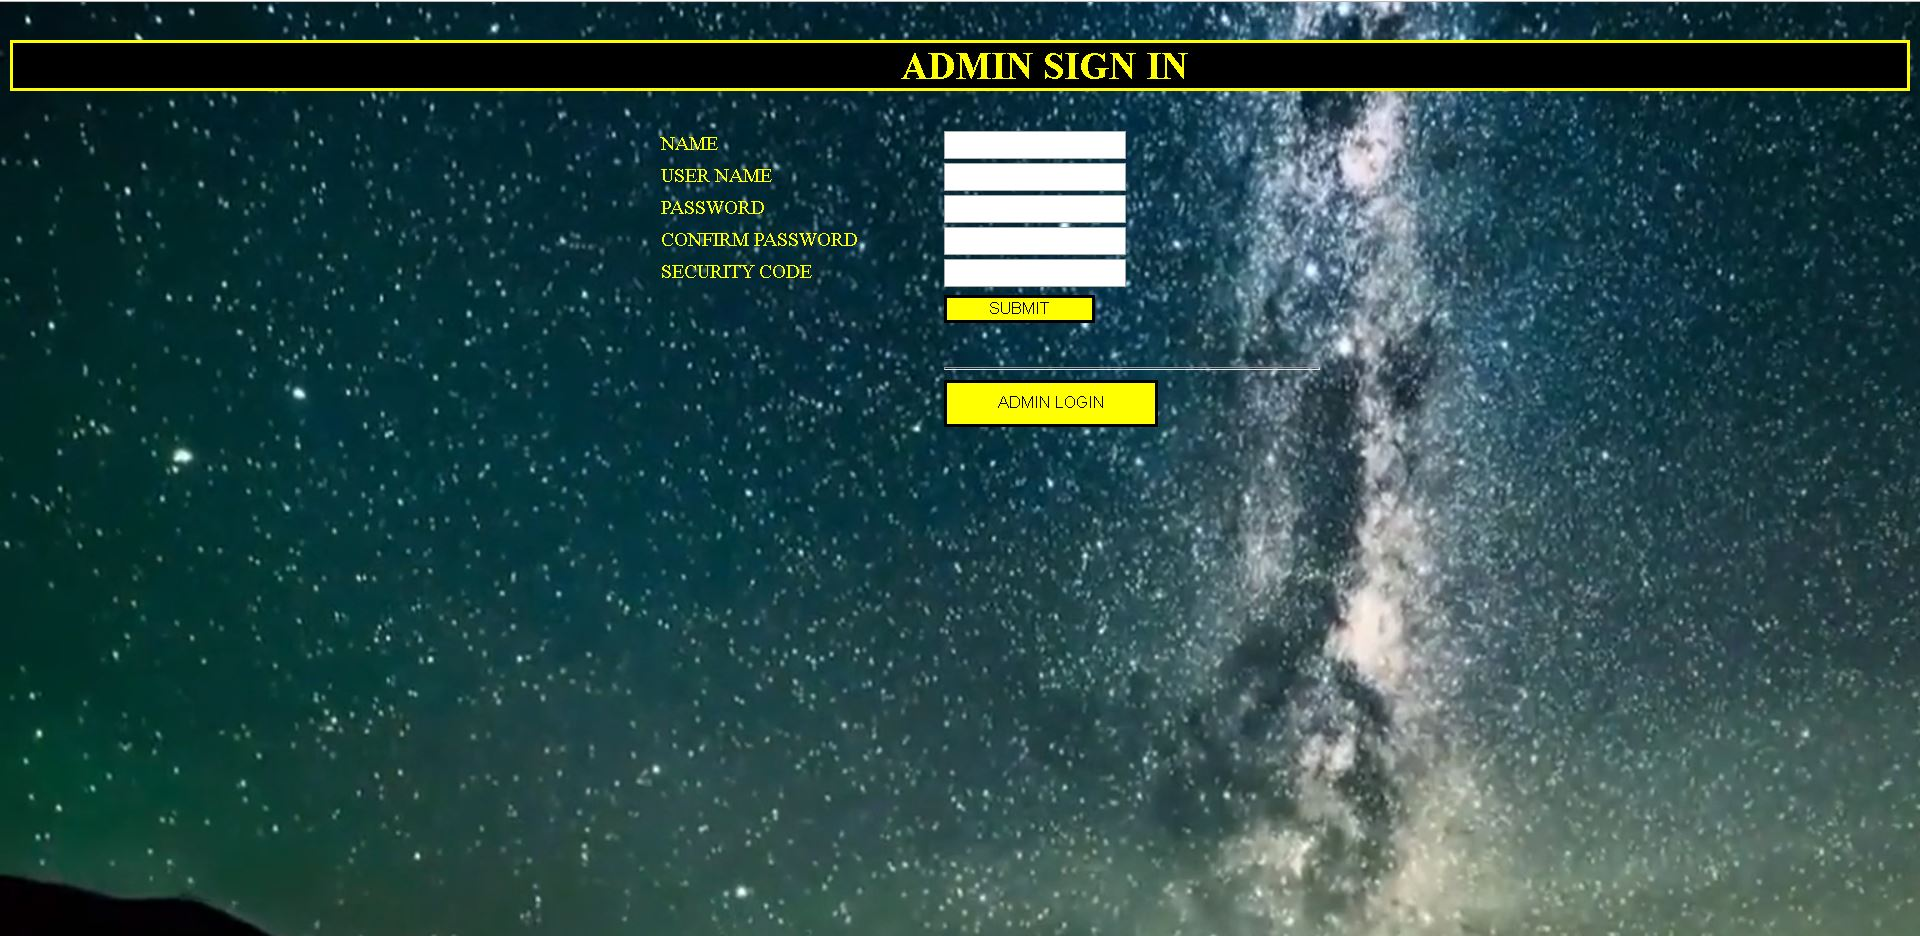 ADMIN SIGN IN
NAME
USER NAME
PASSWORD
CONFIRM PASSWORD
SECURITY CODE
SUBMIT
ADMIN LOGIN